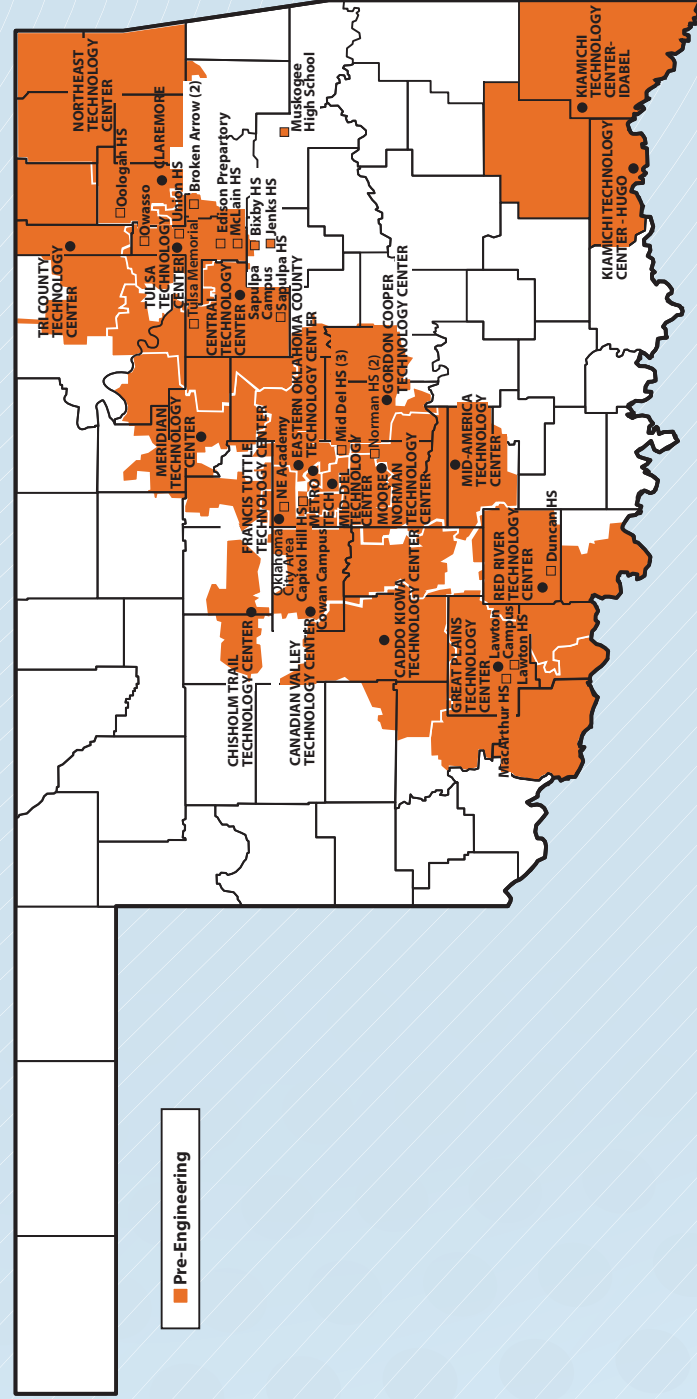 Pre-Engineering
CHISHOLM TRAIL
TECHNOLOGY CENTER
CANADIAN VALLEY
TECHNOLOGY CENTER
Cowan Campus
CADDO KIOWA
TECHNOLOGY CENTER
GREAT PLAINS
TECHNOLOGY
CENTER
Lawton
Campus
MacArthur HS
Lawton HS
RED RIVER
TECHNOLOGY
CENTER
Duncan HS
FRANCIS TUTTLE
TECHNOLOGY CENTER
Oklahoma
City Area
NE Academy
Capitol Hill HS
METRO
TECH
EASTERN OKLAHOMA COUNTY
TECHNOLOGY CENTER
MID-DEL
TECHNOLOGY
CENTER
Mid Del HS (3)
MOORE
NORMAN
TECHNOLOGY
CENTER
Norman HS (2)
MID-AMERICA
TECHNOLOGY
CENTER
GORDON COOPER
TECHNOLOGY CENTER
MERIDIAN
TECHNOLOGY
CENTER
TRI COUNTY
TECHNOLOGY
CENTER
TULSA
TECHNOLOGY
CENTER
Tulsa Memorial
Owasso
Union HS
Broken Arrow (2)
CENTRAL
TECHNOLOGY
CENTER
Sapulpa
Campus
Sapulpa HS
Edison Prepartory
McLain HS
Bixby HS
Jenks HS
Oologah HS
CLAREMORE
NORTHEAST
TECHNOLOGY
CENTER
Muskogee
High School
KIAMICHI TECHNOLOGY
CENTER - HUGO
KIAMICHI
TECHNOLOGY
CENTER-
IDABEL